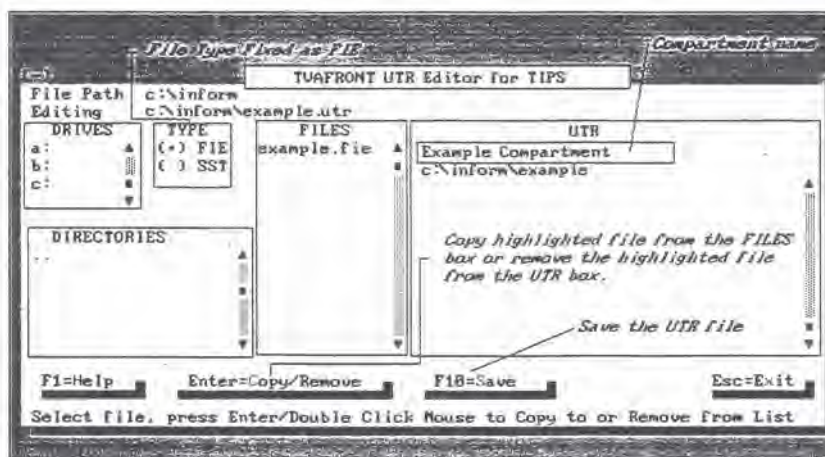 File Type Fixed as FIE
Compartment name
TVAFRONT UTR Editor for TIPS
File Path c:\inform
Editing c:\inform\example.utr
DRIVES
a:
b:
c:
TYPE
(•) FIE
( ) SST
FILES
example.fie
UTR
Example Compartment
c:\inform\example
DIRECTORIES
..
Copy highlighted file from the FILES
box or remove the highlighted file
from the UTR box.
Save the UTR file
F1=Help
Enter=Copy/Remove
F10=Save
Esc=Exit
Select file, press Enter/Double Click Mouse to Copy to or Remove from List